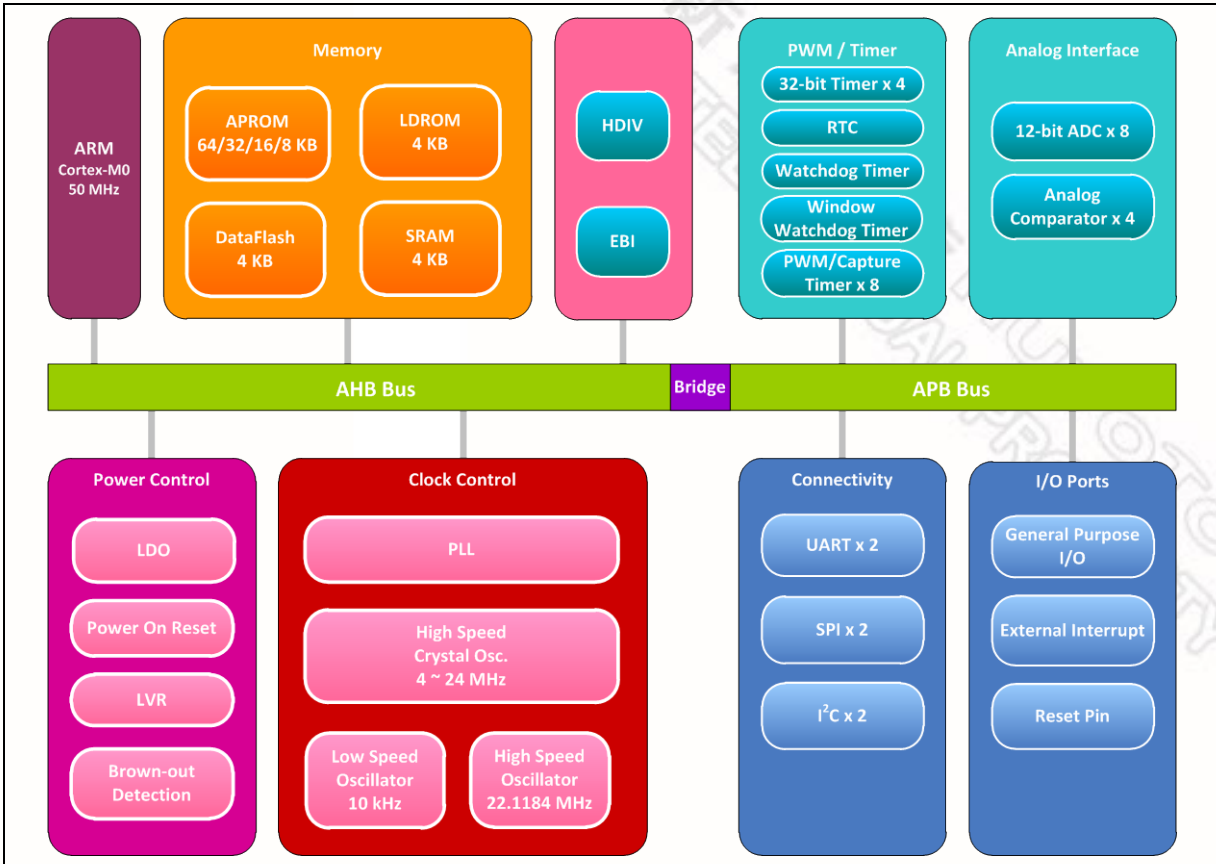 ARM
Cortex-M0
50 MHz
Memory
APROM
64/32/16/8 KB
LDROM
4 KB
DataFlash
4 KB
SRAM
4 KB
HDIV
EBI
PWM / Timer
32-bit Timer x 4
RTC
Watchdog Timer
Window
Watchdog Timer
PWM/Capture
Timer x 8
Analog Interface
12-bit ADC x 8
Analog
Comparator x 4
AHB Bus
Bridge
APB Bus
Power Control
LDO
Power On Reset
LVR
Brown-out
Detection
Clock Control
PLL
High Speed
Crystal Osc.
4 ~ 24 MHz
Low Speed
Oscillator
10 kHz
High Speed
Oscillator
22.1184 MHz
Connectivity
UART x 2
SPI x 2
I²C x 2
I/O Ports
General Purpose
I/O
External Interrupt
Reset Pin